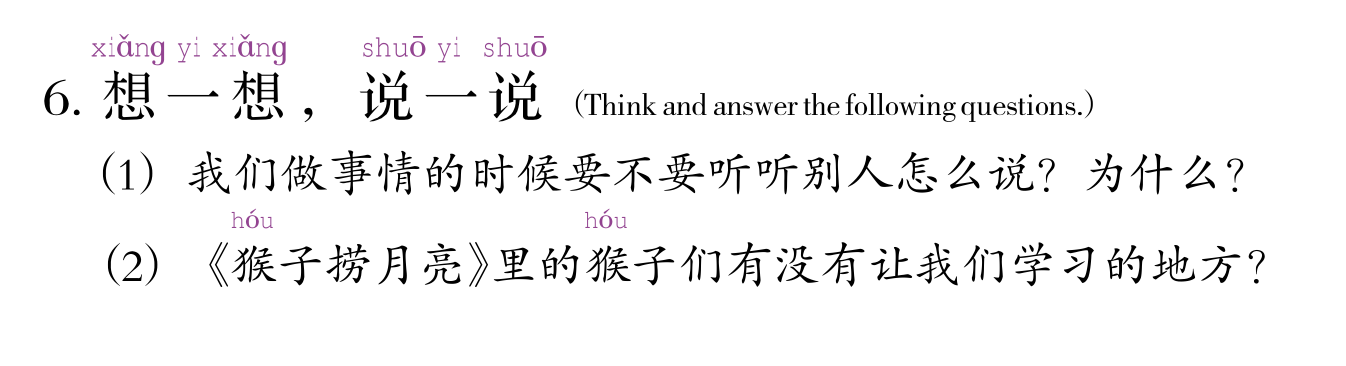 xiǎng yi xiǎng shuō yi shuō
6. 想一想，说一说 (Think and answer the following questions.)
(1) 我们做事情的时候要不要听听别人怎么说？为什么？
hóu hóu
(2) 《猴子捞月亮》里的猴子们有没有让我们学习的地方？